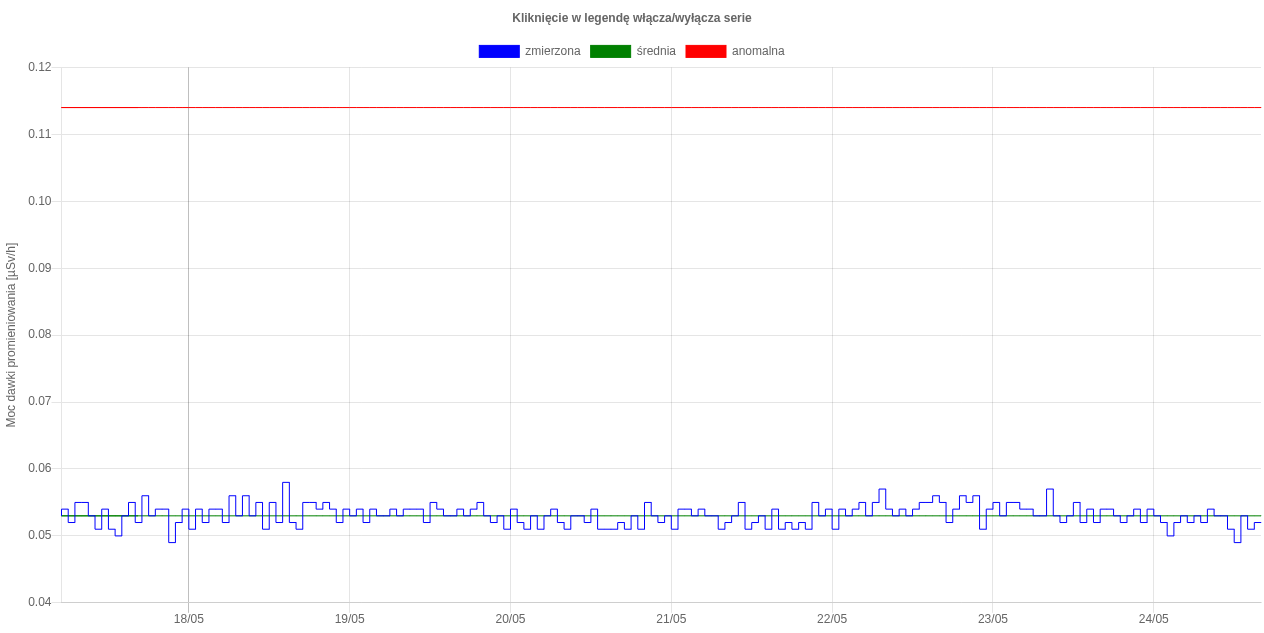 Kliknięcie w legendę włącza/wyłącza serie
zmierzona średnia anomalna
Moc dawki promieniowania [µSv/h]
0.12
0.11
0.10
0.09
0.08
0.07
0.06
0.05
0.04
18/05 19/05 20/05 21/05 22/05 23/05 24/05